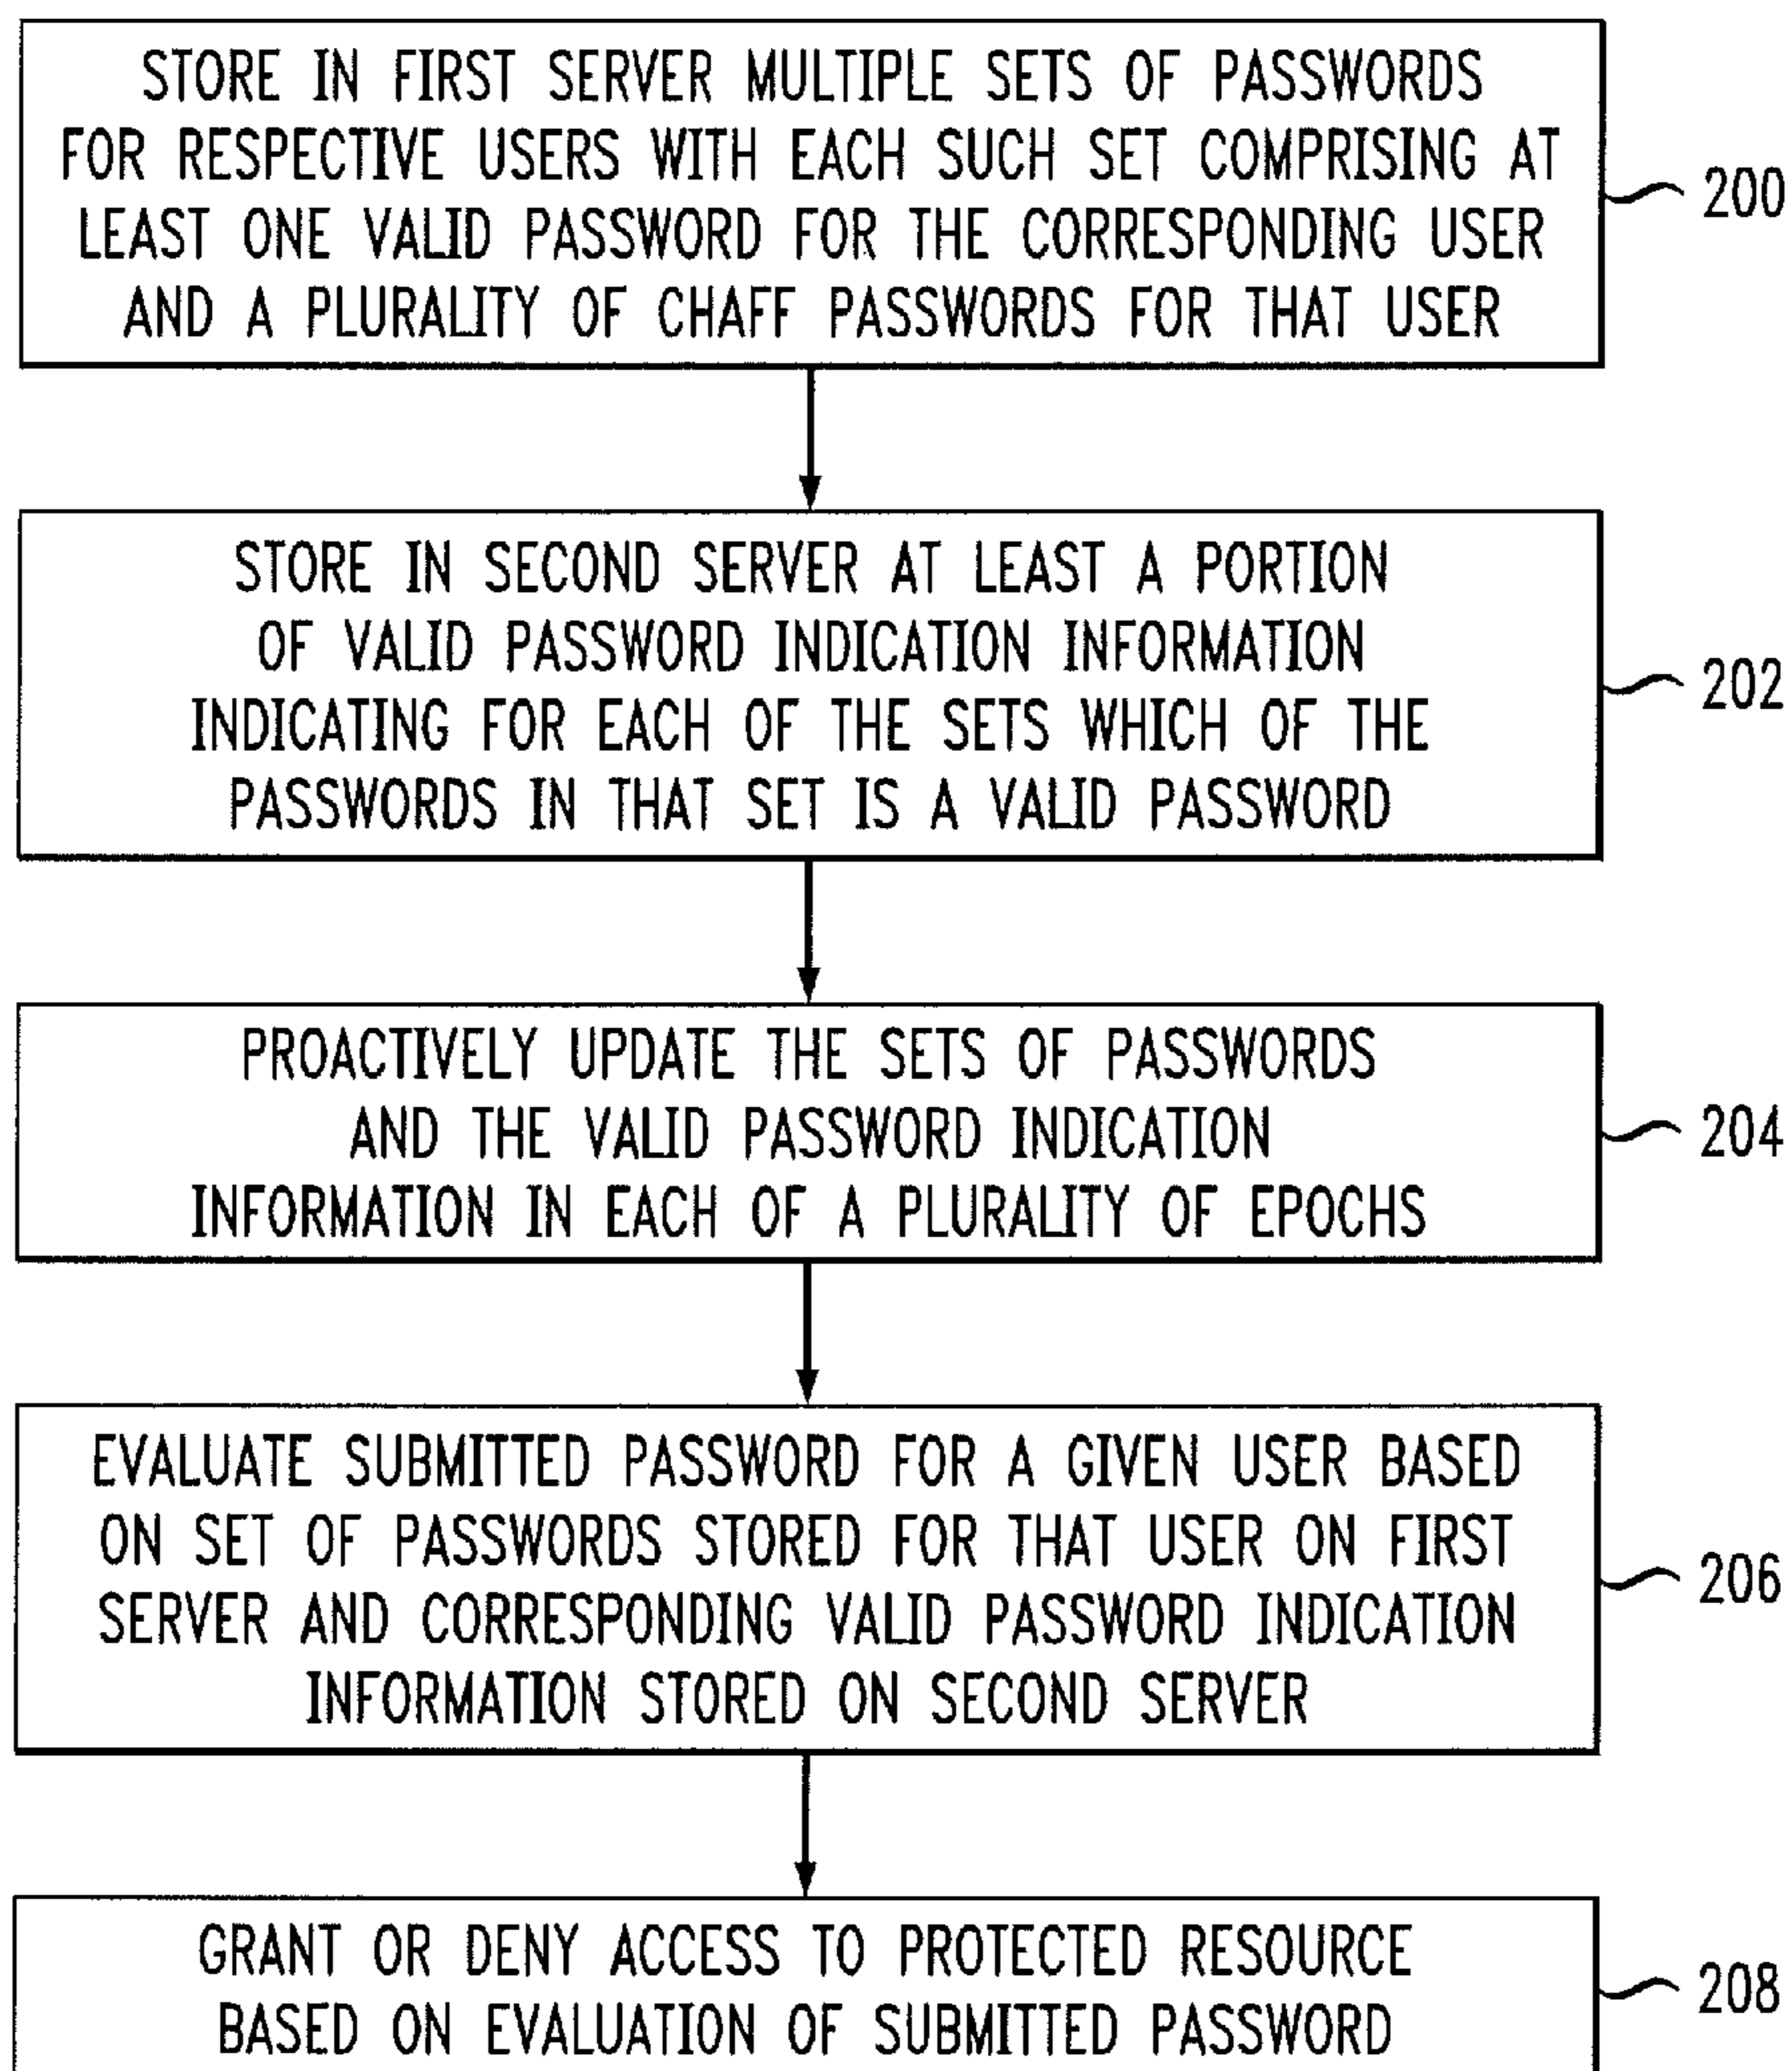 STORE IN FIRST SERVER MULTIPLE SETS OF PASSWORDS
FOR RESPECTIVE USERS WITH EACH SUCH SET COMPRISING AT
LEAST ONE VALID PASSWORD FOR THE CORRESPONDING USER
AND A PLURALITY OF CHAFF PASSWORDS FOR THAT USER
200
STORE IN SECOND SERVER AT LEAST A PORTION
OF VALID PASSWORD INDICATION INFORMATION
INDICATING FOR EACH OF THE SETS WHICH OF THE
PASSWORDS IN THAT SET IS A VALID PASSWORD
202
PROACTIVELY UPDATE THE SETS OF PASSWORDS
AND THE VALID PASSWORD INDICATION
INFORMATION IN EACH OF A PLURALITY OF EPOCHS
204
EVALUATE SUBMITTED PASSWORD FOR A GIVEN USER BASED
ON SET OF PASSWORDS STORED FOR THAT USER ON FIRST
SERVER AND CORRESPONDING VALID PASSWORD INDICATION
INFORMATION STORED ON SECOND SERVER
206
GRANT OR DENY ACCESS TO PROTECTED RESOURCE
BASED ON EVALUATION OF SUBMITTED PASSWORD
208